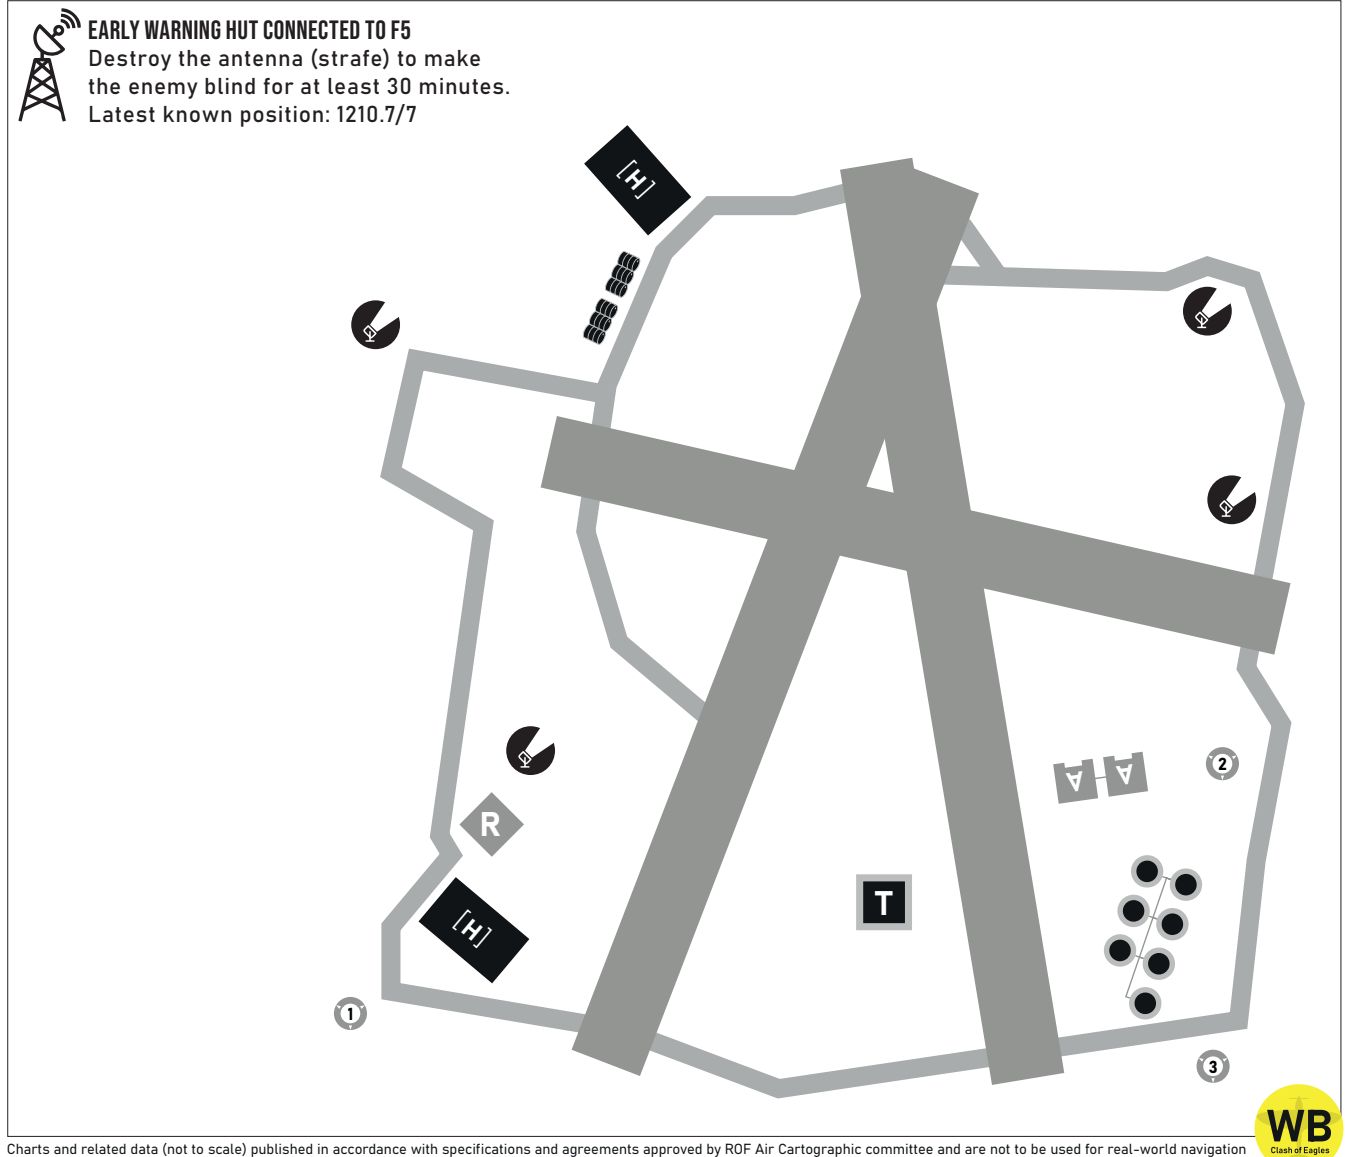 EARLY WARNING HUT CONNECTED TO F5
Destroy the antenna (strafe) to make
the enemy blind for at least 30 minutes.
Latest known position: 1210.7/7
[H]
A A
2
R
T
[H]
1
3
WB
Clash of Eagles
Charts and related data (not to scale) published in accordance with specifications and agreements approved by ROF Air Cartographic committee and are not to be used for real-world navigation